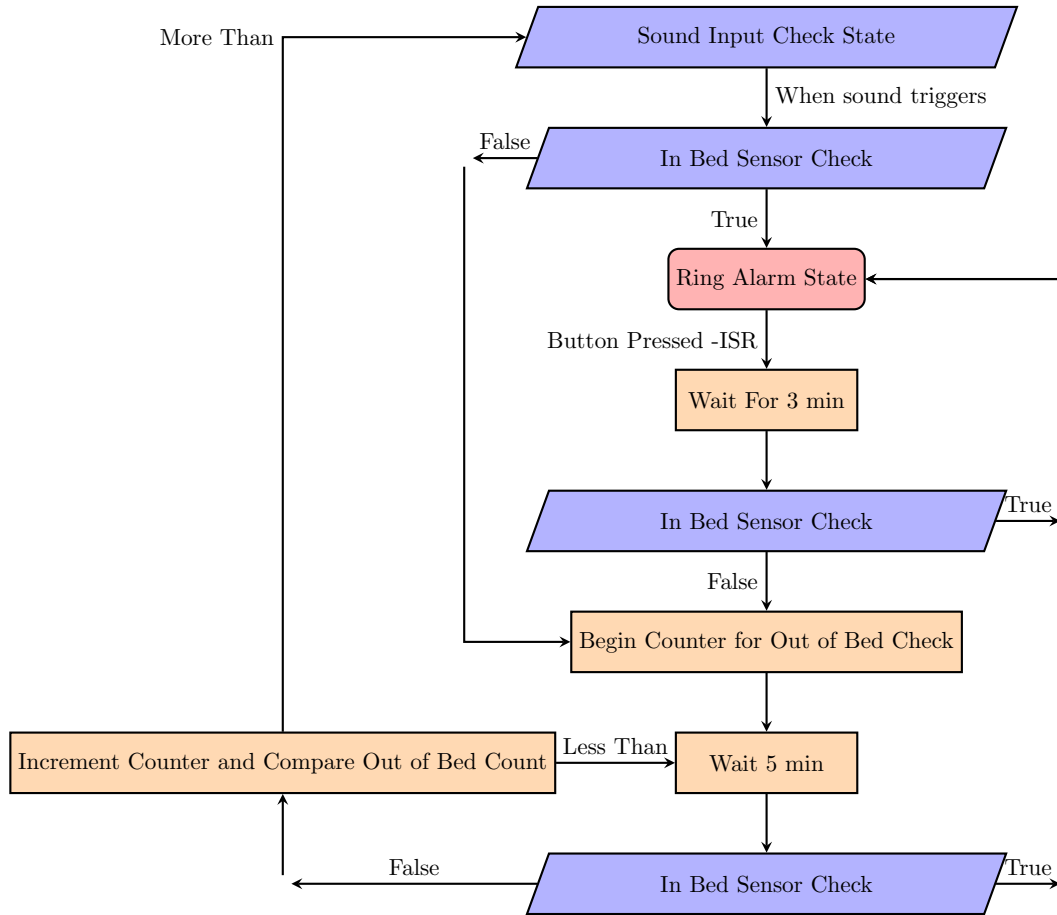 More Than
Sound Input Check State
When sound triggers
False
In Bed Sensor Check
True
Ring Alarm State
Button Pressed -ISR
Wait For 3 min
In Bed Sensor Check
True
False
Begin Counter for Out of Bed Check
Increment Counter and Compare Out of Bed Count
Less Than
Wait 5 min
False
In Bed Sensor Check
True